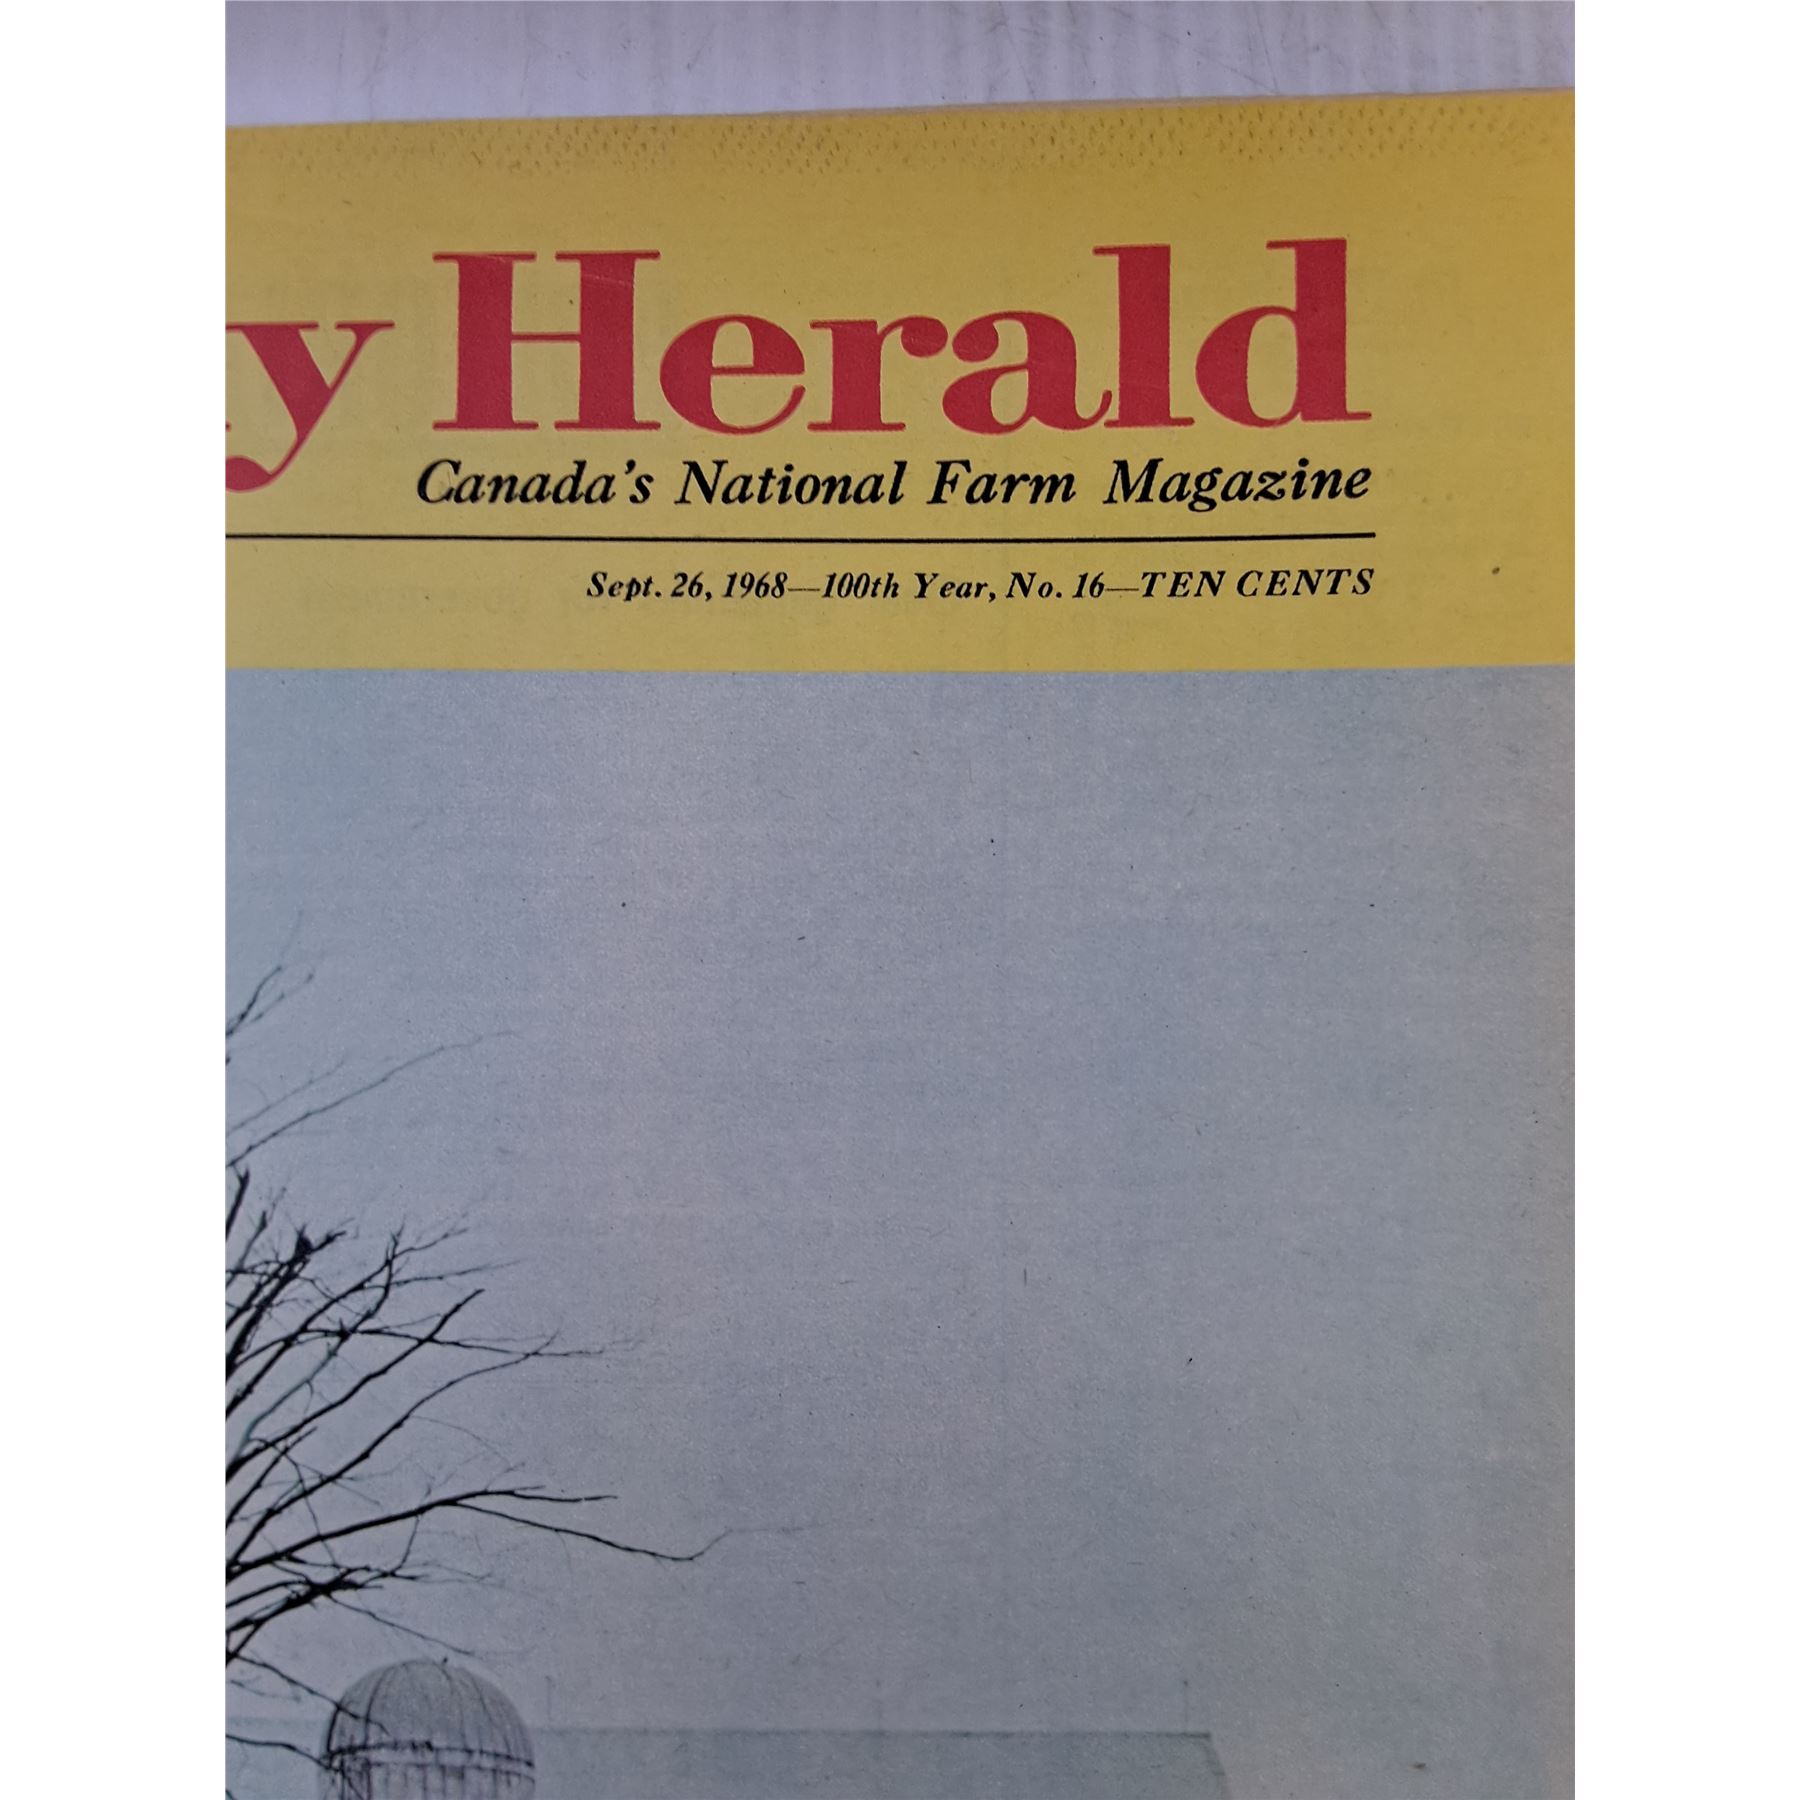 y Herald
Canada's National Farm Magazine
Sept. 26, 1968—100th Year, No. 16—TEN CENTS